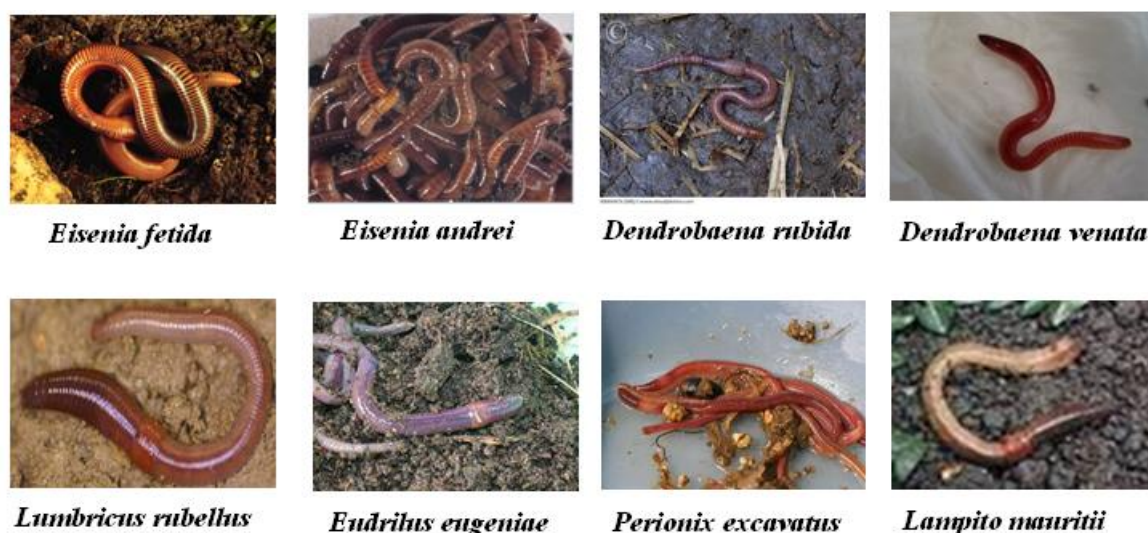 Eisenia fetida
Eisenia andrei
Dendrobaena rubida
Dendrobaena venata
Lumbricus rubellus
Eudrilus eugeniae
Perionix excavatus
Lampito mauritii